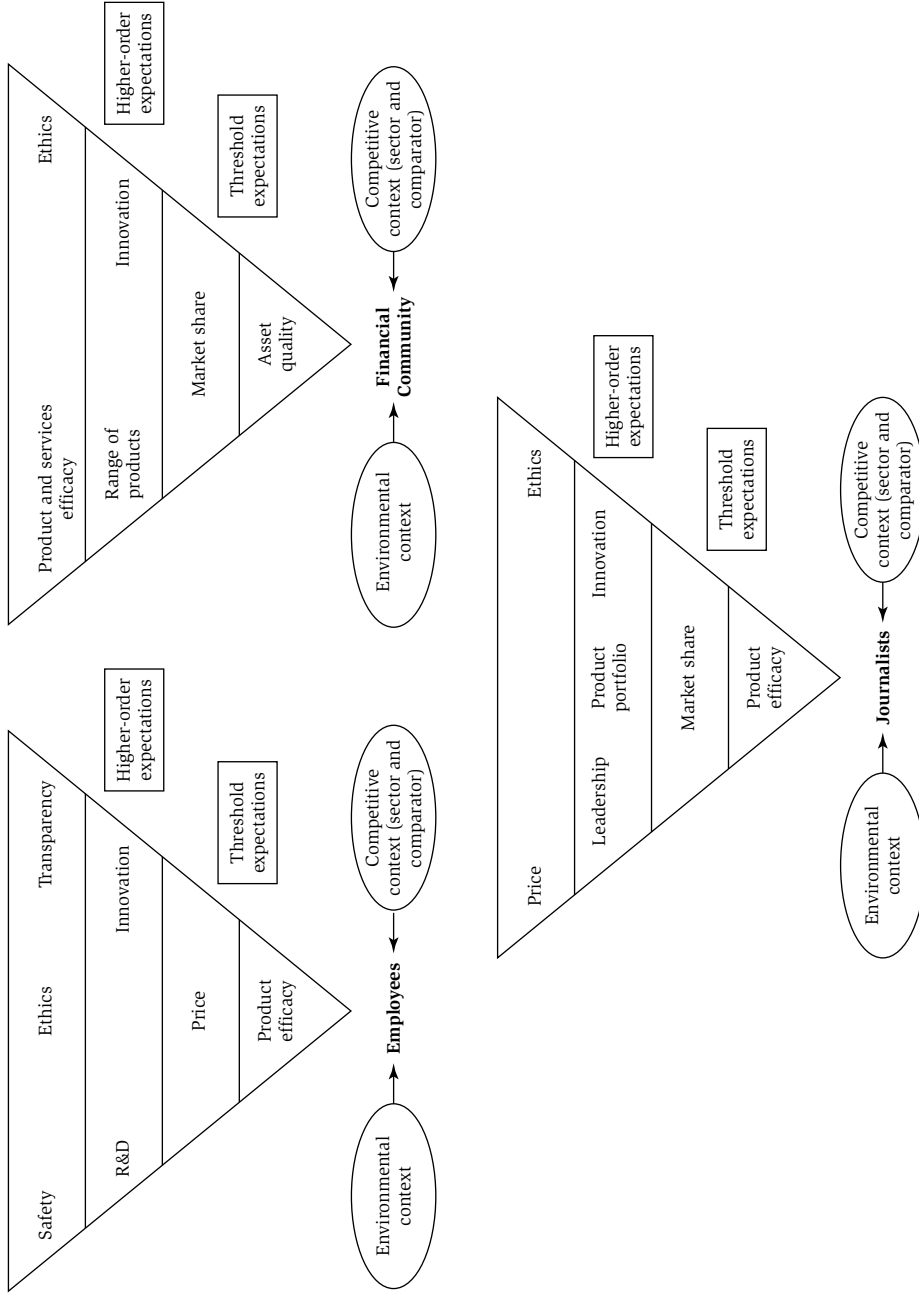 Safety
Ethics
Transparency
R&D
Innovation
Price
Product
efficacy
Higher-order
expectations
Threshold
expectations
Environmental
context
Employees
Competitive
context (sector and
comparator)
Product and services
efficacy
Ethics
Range of
products
Innovation
Market share
Asset
quality
Higher-order
expectations
Threshold
expectations
Environmental
context
Financial
Community
Competitive
context (sector and
comparator)
Price
Ethics
Leadership
Product
portfolio
Innovation
Market share
Product
efficacy
Higher-order
expectations
Threshold
expectations
Environmental
context
Journalists
Competitive
context (sector and
comparator)